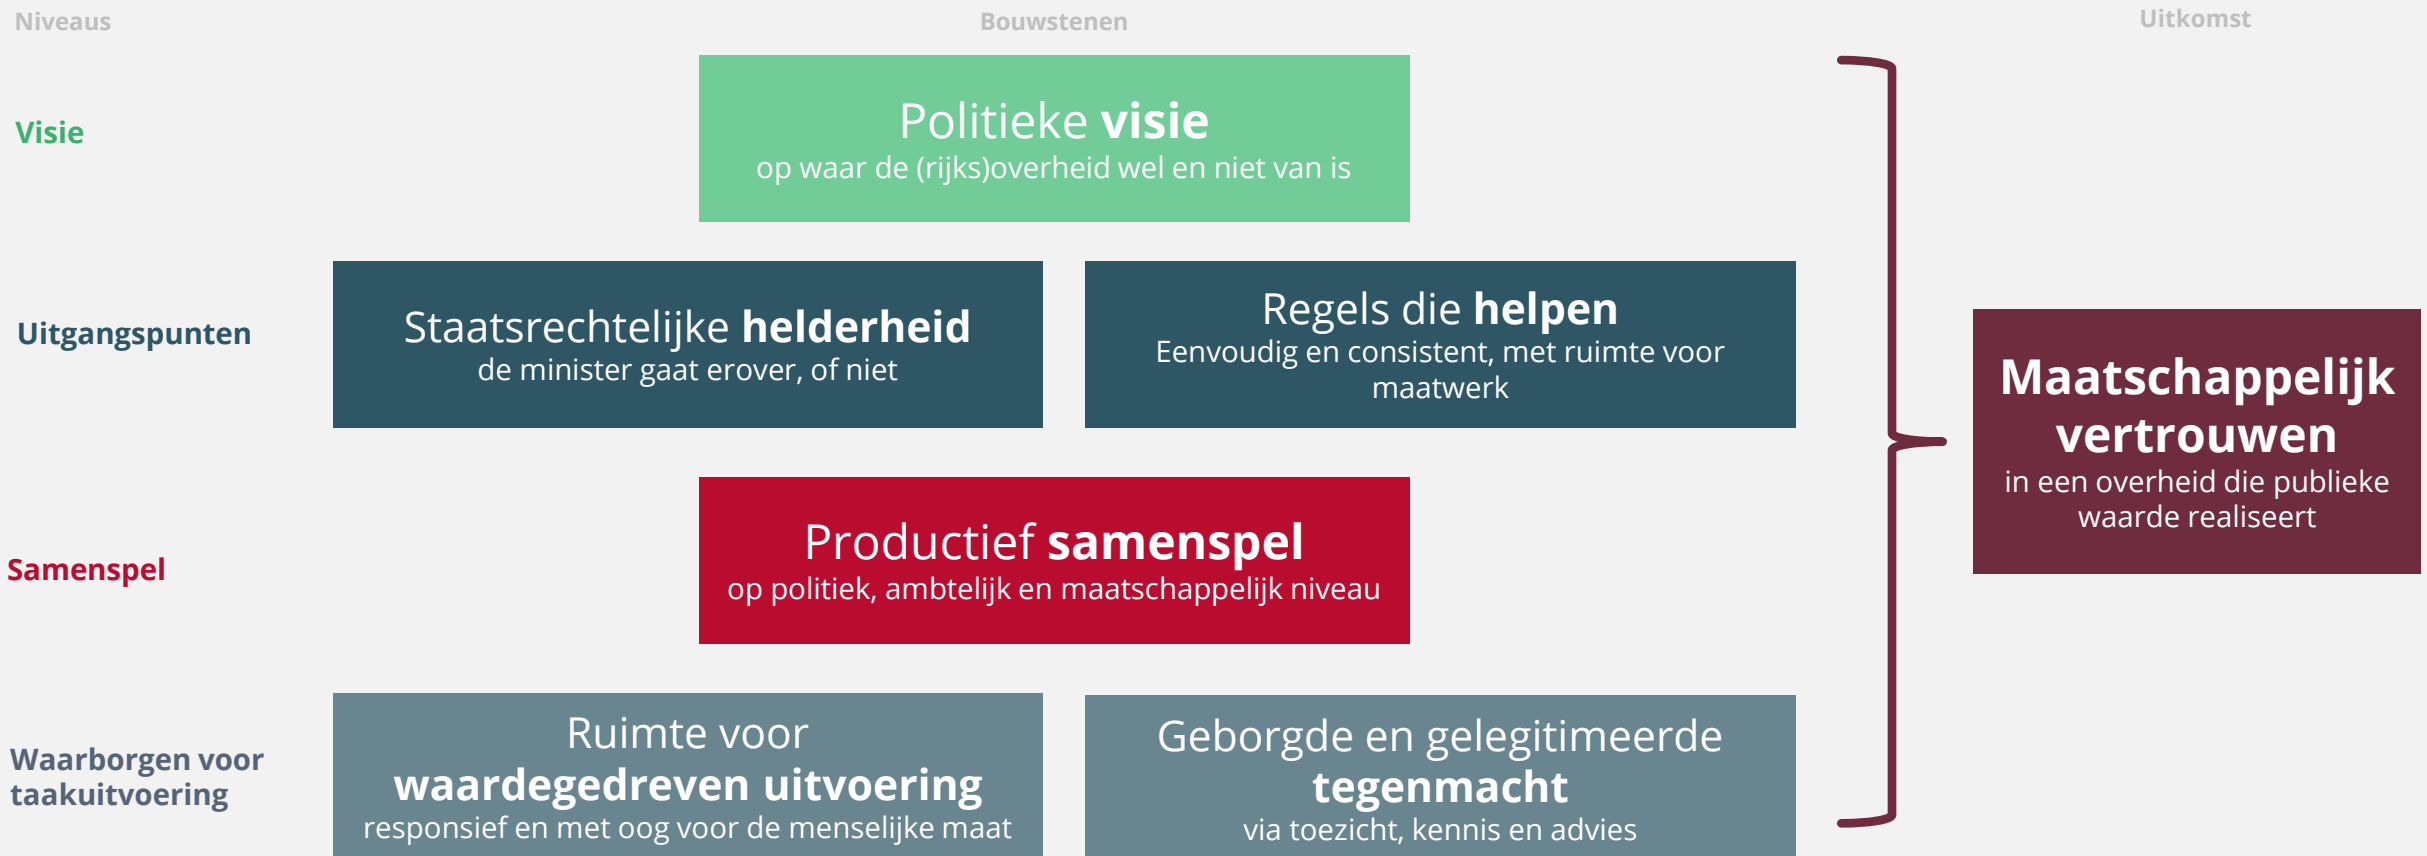 Niveaus
Bouwstenen
Uitkomst
Visie
Politieke visie
op waar de (rijks)overheid wel en niet van is
Uitgangspunten
Staatsrechtelijke helderheid
de minister gaat erover, of niet
Regels die helpen
Eenvoudig en consistent, met ruimte voor
maatwerk
Samenspel
Productief samenspel
op politiek, ambtelijk en maatschappelijk niveau
Waarborgen voor
taakuitvoering
Ruimte voor
waardegedreven uitvoering
responsief en met oog voor de menselijke maat
Geborgde en gelegitimeerde
tegenmacht
via toezicht, kennis en advies
Maatschappelijk
vertrouwen
in een overheid die publieke
waarde realiseert